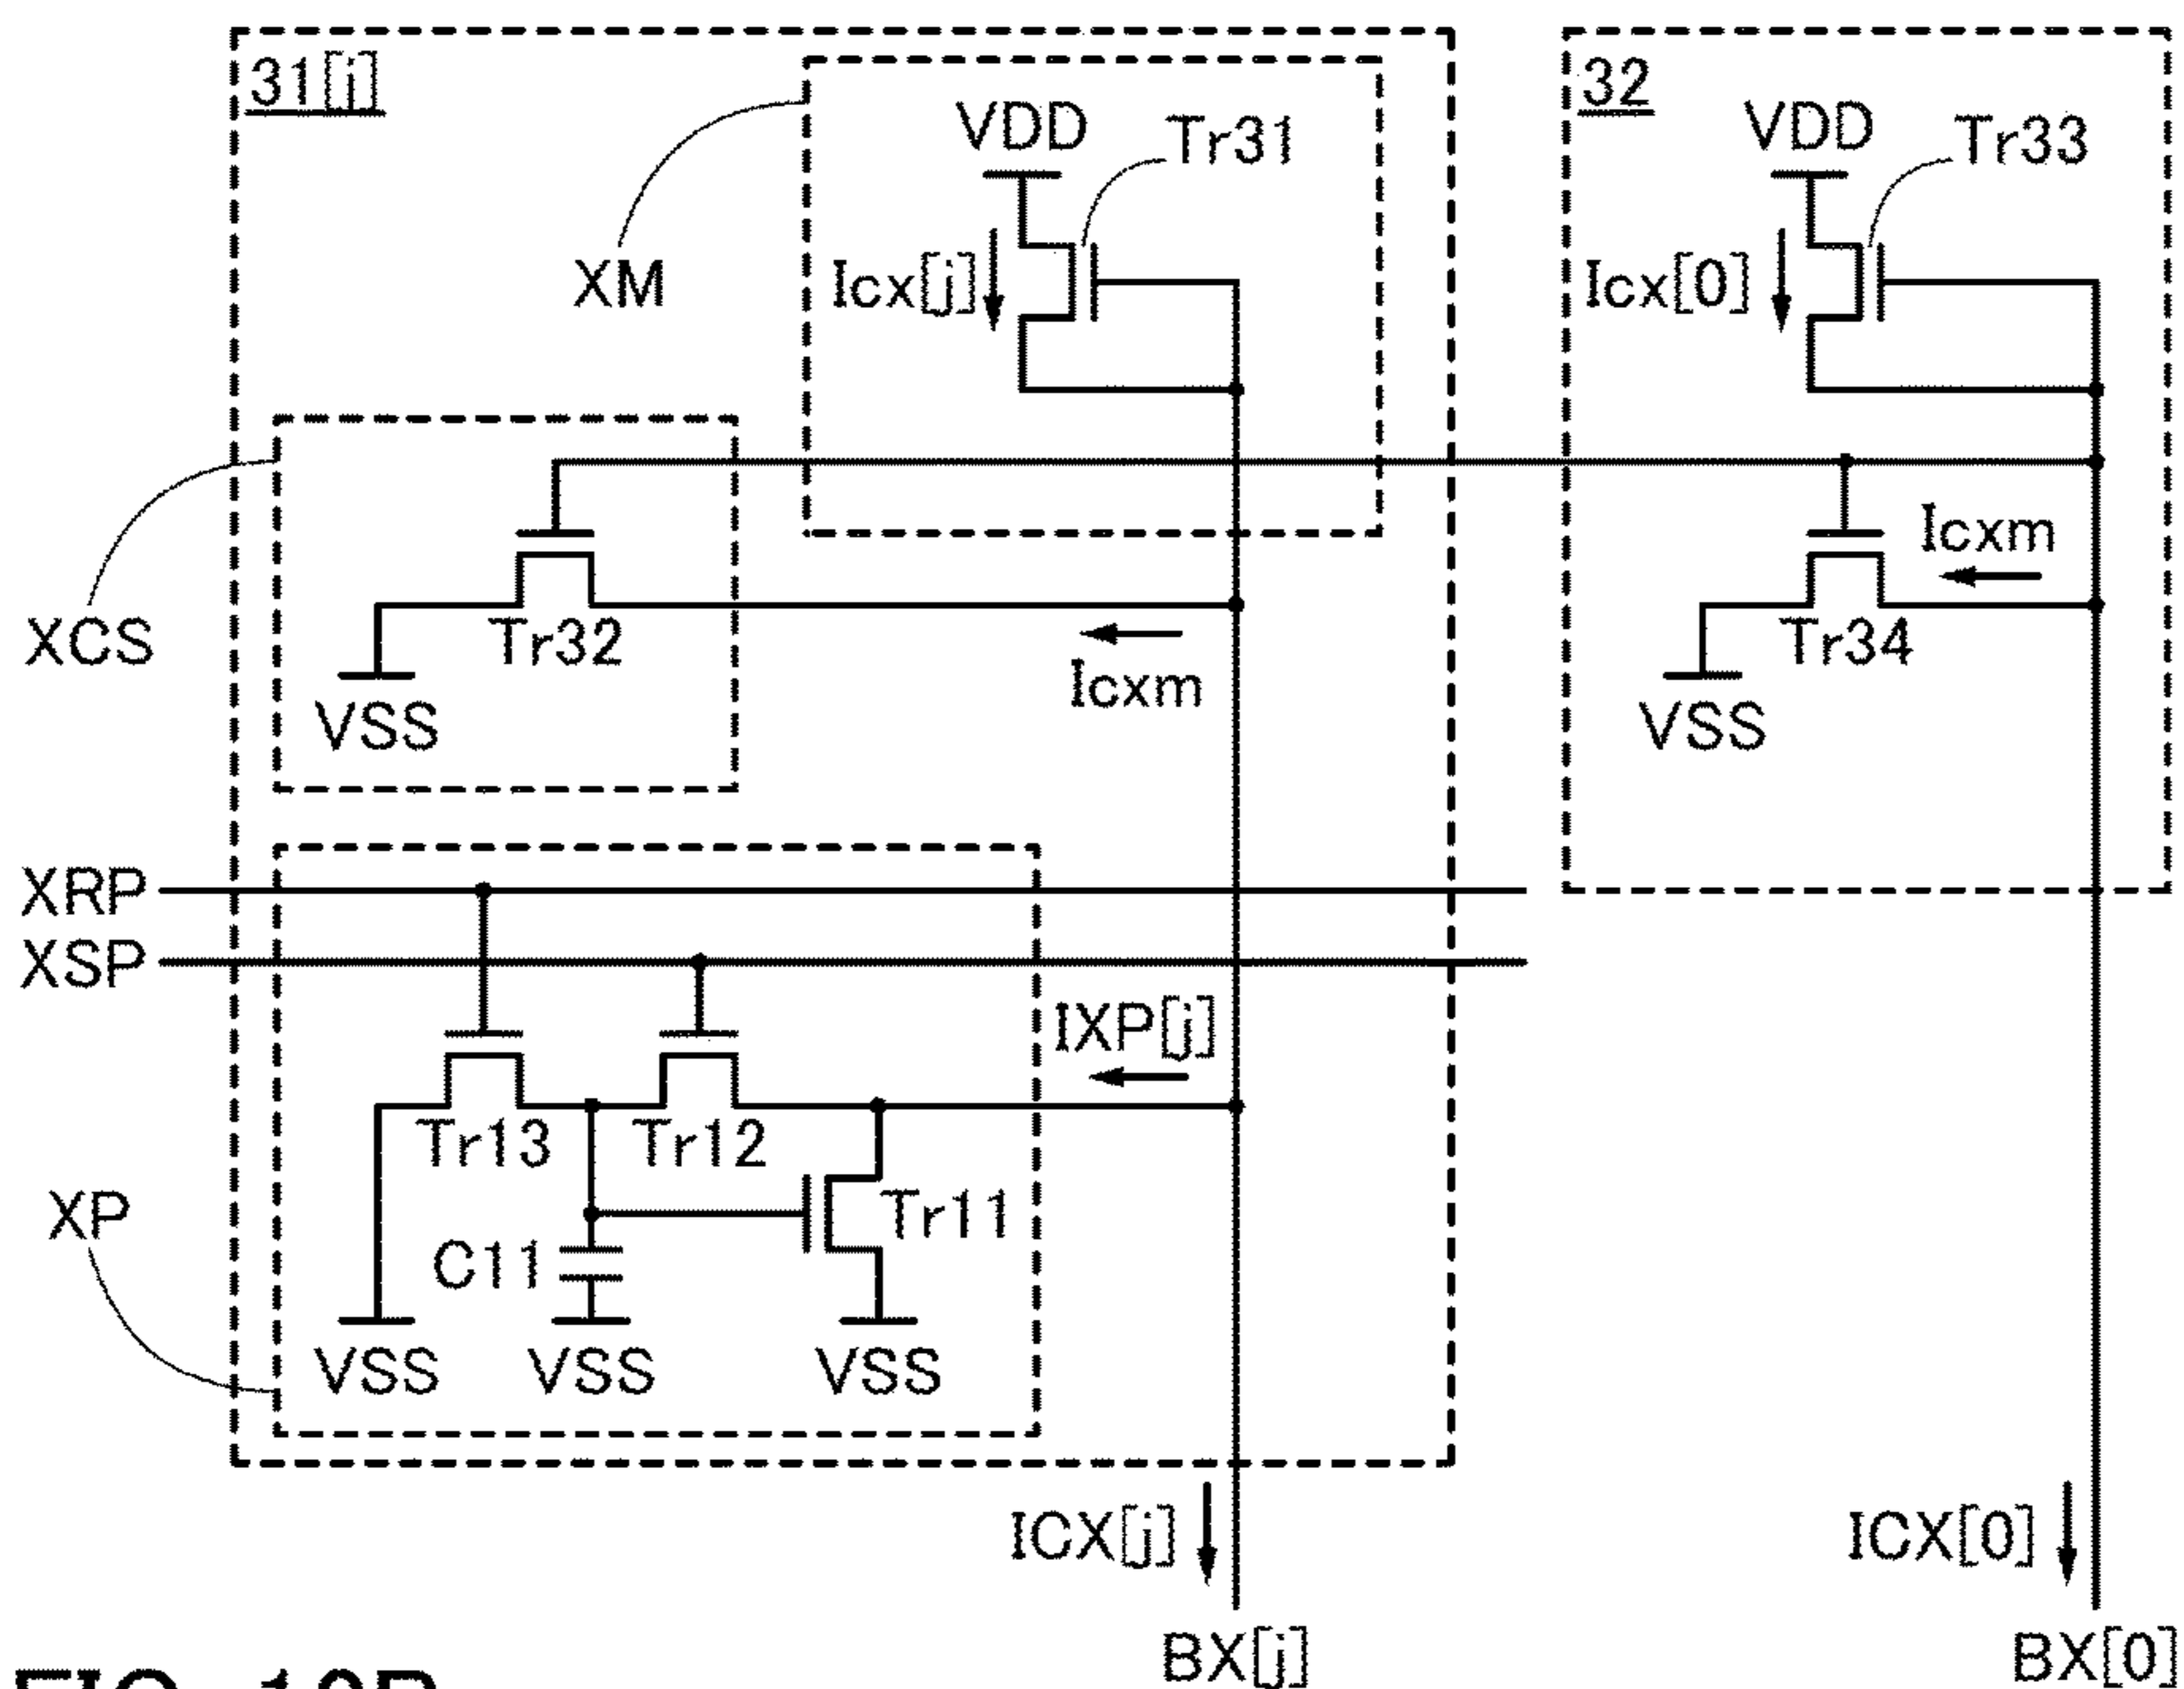 31[j]
32
VDD
Tr31
VDD
Tr33
XM
Icx[j]
Icx[0]
Icxm
XCS
Tr32
Tr34
Icxm
VSS
VSS
XRP
XSP
IXP[j]
Tr13
Tr12
XP
Tr11
C11
VSS
VSS
VSS
ICX[j]
ICX[0]
BX[j]
BX[0]